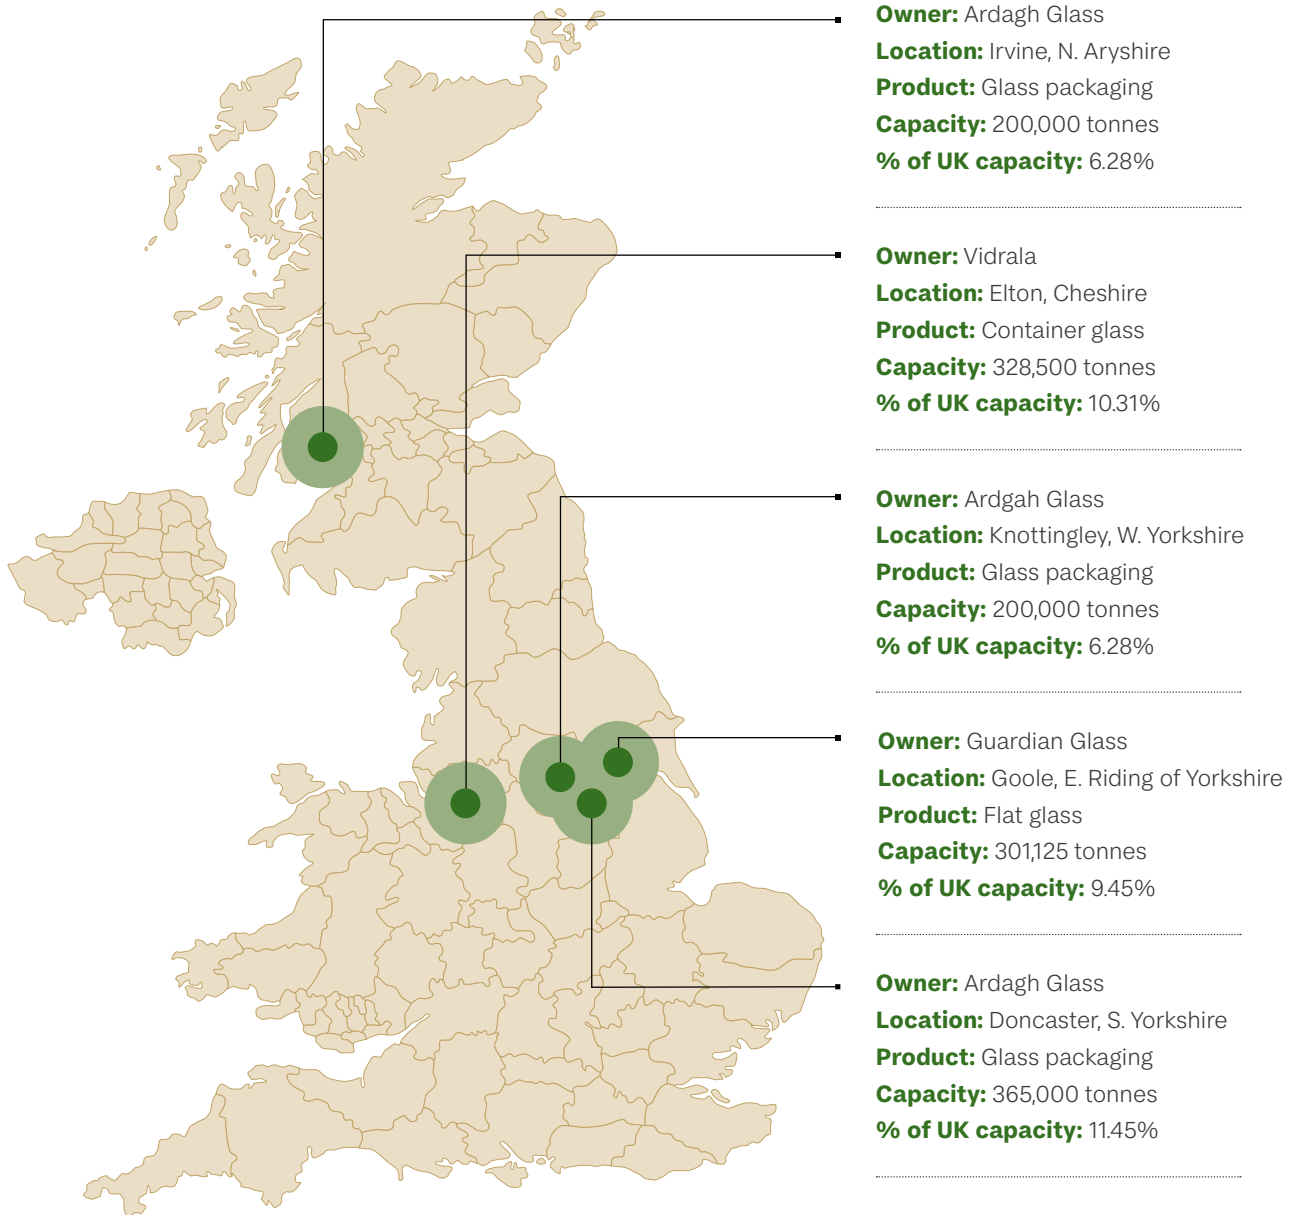 Owner: Ardagh Glass
Location: Irvine, N. Aryshire
Product: Glass packaging
Capacity: 200,000 tonnes
% of UK capacity: 6.28%
Owner: Vidrala
Location: Elton, Cheshire
Product: Container glass
Capacity: 328,500 tonnes
% of UK capacity: 10.31%
Owner: Ardgah Glass
Location: Knottingley, W. Yorkshire
Product: Glass packaging
Capacity: 200,000 tonnes
% of UK capacity: 6.28%
Owner: Guardian Glass
Location: Goole, E. Riding of Yorkshire
Product: Flat glass
Capacity: 301,125 tonnes
% of UK capacity: 9.45%
Owner: Ardagh Glass
Location: Doncaster, S. Yorkshire
Product: Glass packaging
Capacity: 365,000 tonnes
% of UK capacity: 11.45%